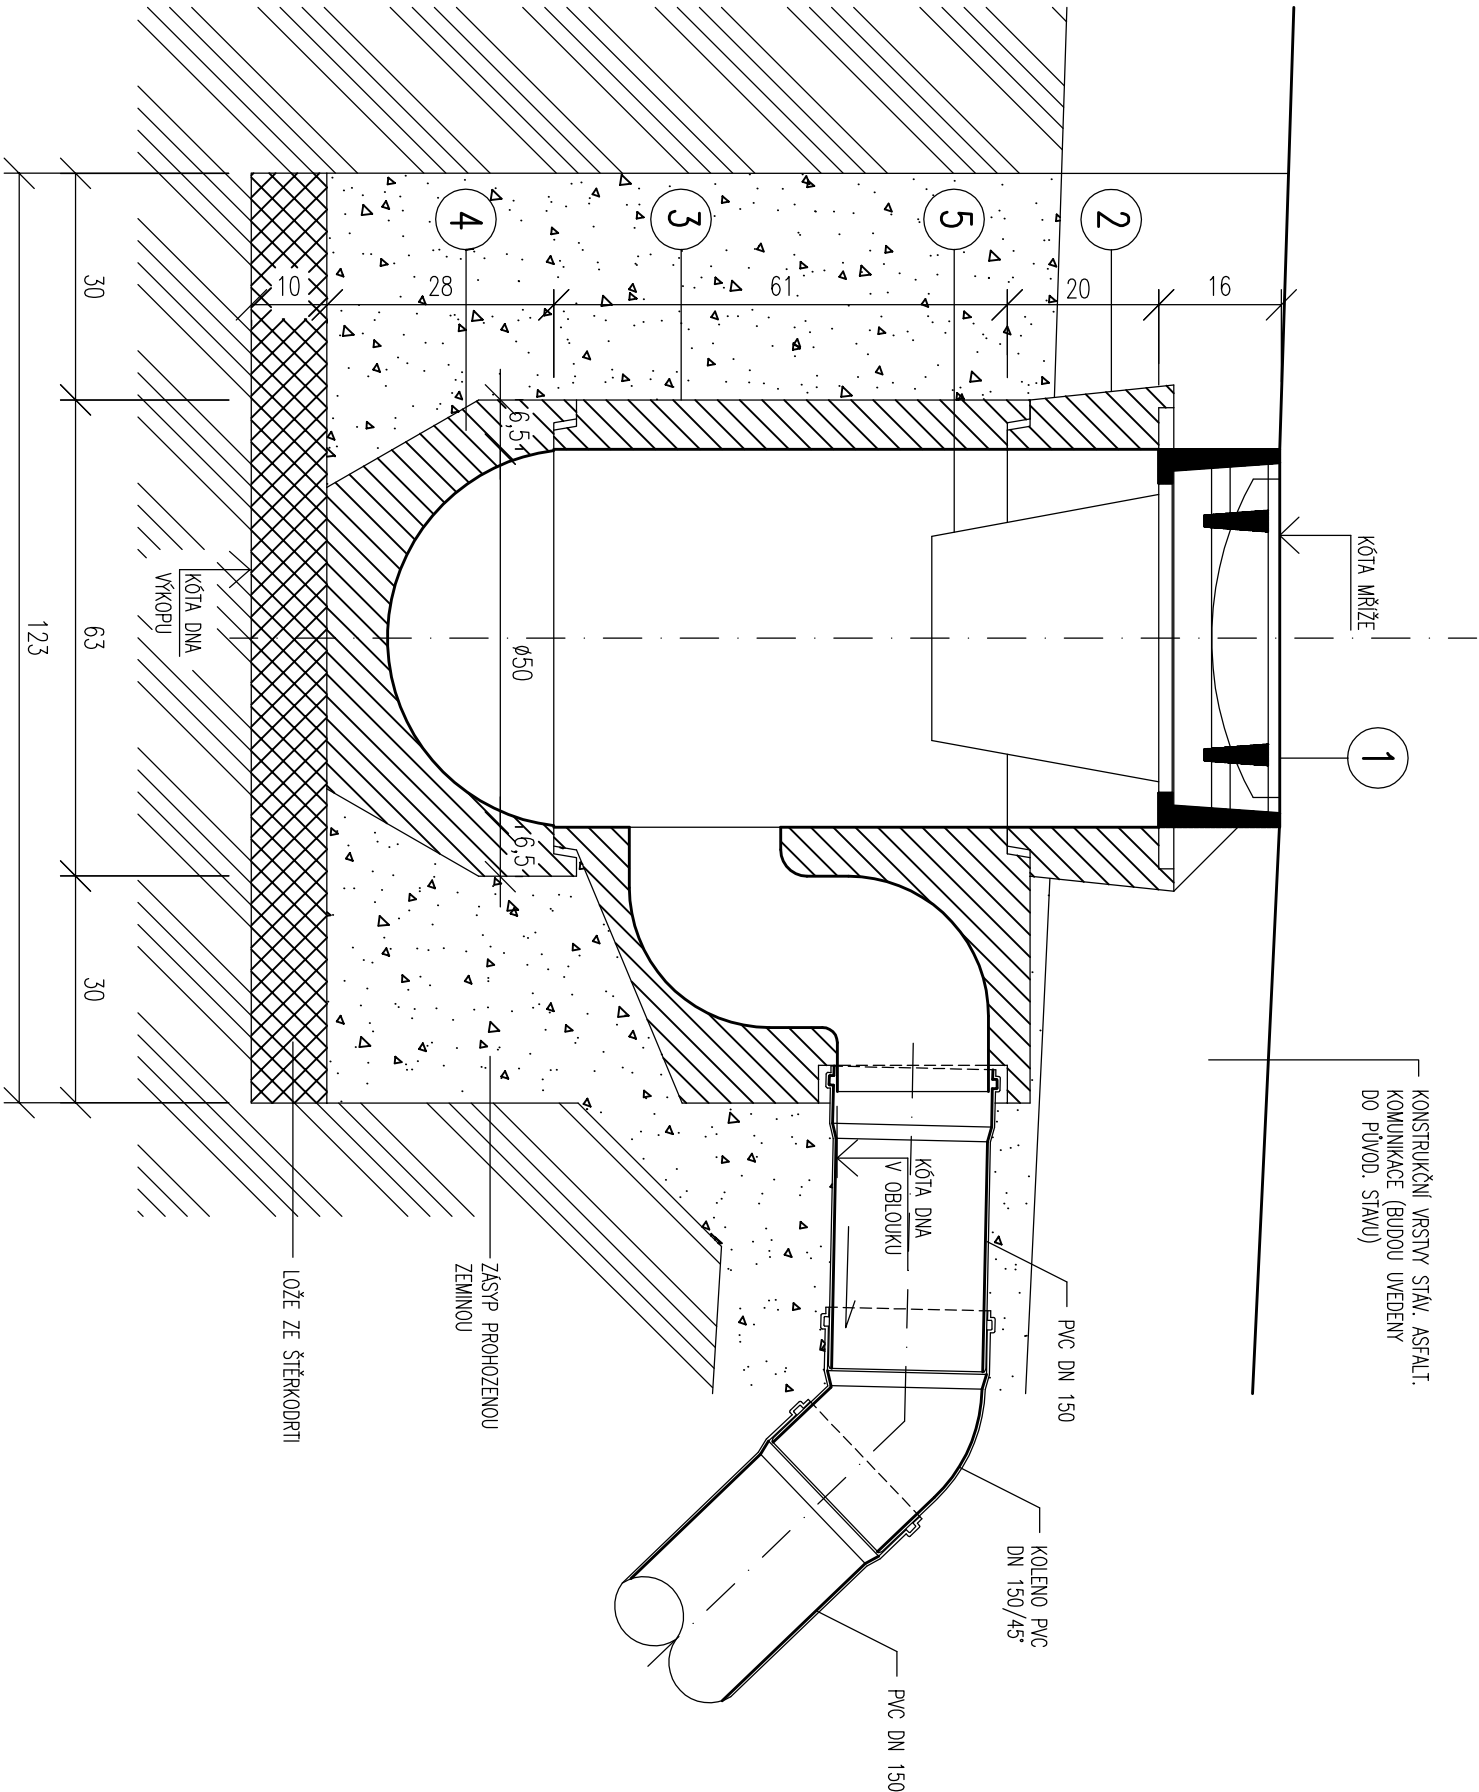 KONSTRUKČNÍ VRSTVY STÁV. ASFALT.
KOMUNIKACE (BUDOU UVEDENY
DO PŮVOD. STAVU)
1
KÓTA MŘÍŽE
16
2
20
5
61
3
28
4
10
PVC DN 150
KOLENO PVC
DN 150/45°
KÓTA DNA
V OBLOUKU
PVC DN 150
6,5
ø50
6,5
ZÁSYP PROHOZENOU
ZEMINOU
LOŽE ZE ŠTĚRKODRTI
KÓTA DNA
VÝKOPU
30
63
30
123